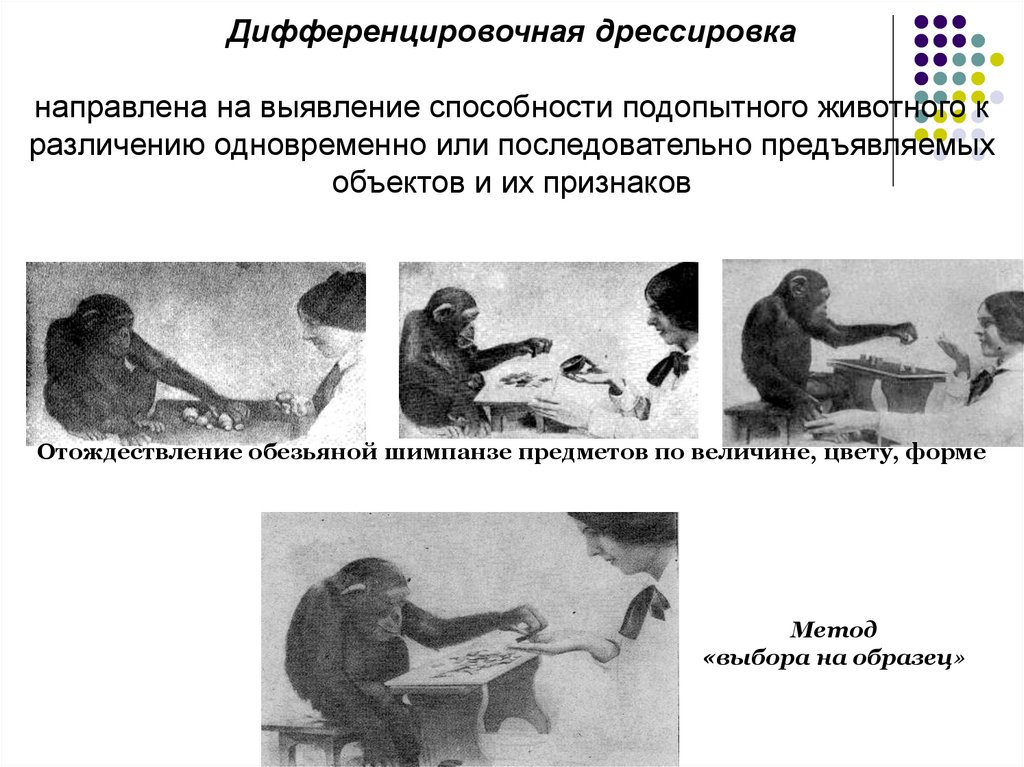 Дифференцировочная дрессировка
направлена на выявление способности подопытного животного к
различению одновременно или последовательно предъявляемых
объектов и их признаков
Отождествление обезьяной шимпанзе предметов по величине, цвету, форме
Метод
«выбора на образец»